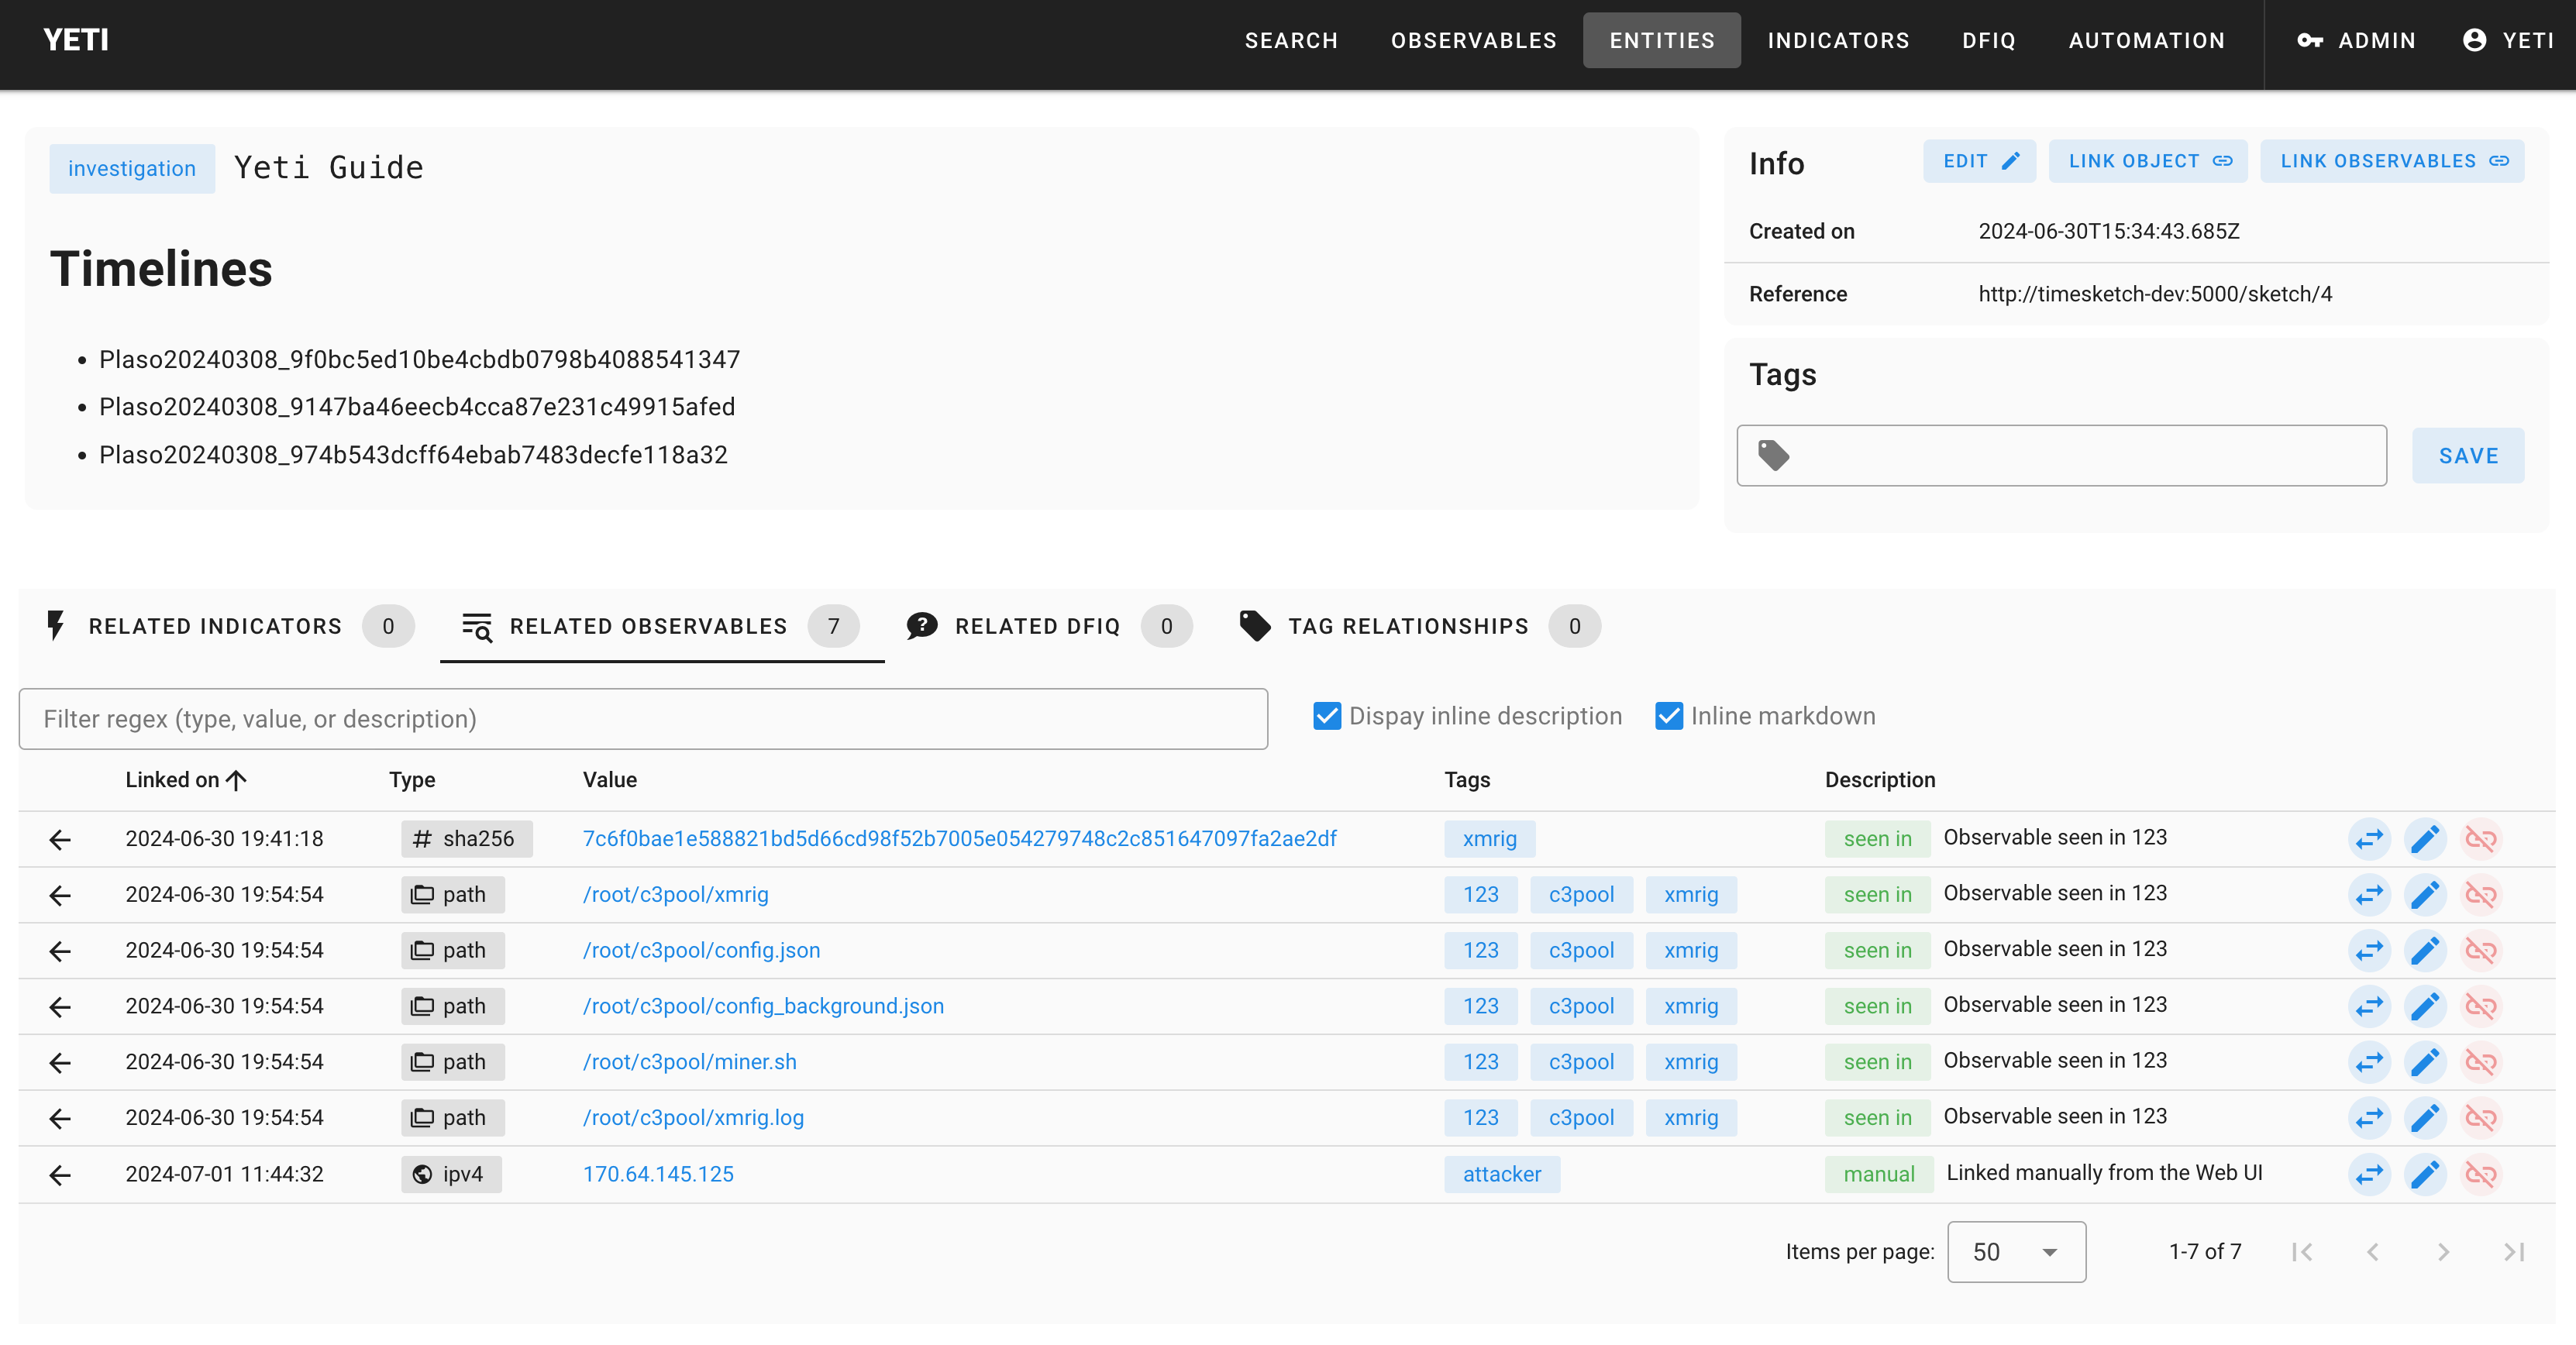 YETI SEARCH OBSERVABLES ENTITIES INDICATORS DFIQ AUTOMATION ADMIN YETI
investigation Yeti Guide
Timelines
Plaso20240308_9f0bc5ed10be4cbdb0798b4088541347
Plaso20240308_9147ba46eecb4cca87e231c49915afed
Plaso20240308_974b543dcff64ebab7483decfe118a32
Info EDIT LINK OBJECT LINK OBSERVABLES
Created on 2024-06-30T15:34:43.685Z
Reference http://timesketch-dev:5000/sketch/4
Tags
SAVE
RELATED INDICATORS 0 RELATED OBSERVABLES 7 RELATED DFIQ 0 TAG RELATIONSHIPS 0
Filter regex (type, value, or description) Dispay inline description Inline markdown
Linked on Type Value Tags Description
2024-06-30 19:41:18 sha256 7c6f0bae1e588821bd5d66cd98f52b7005e054279748c2c851647097fa2ae2df xmrig seen in Observable seen in 123
2024-06-30 19:54:54 path /root/c3pool/xmrig 123 c3pool xmrig seen in Observable seen in 123
2024-06-30 19:54:54 path /root/c3pool/config.json 123 c3pool xmrig seen in Observable seen in 123
2024-06-30 19:54:54 path /root/c3pool/config_background.json 123 c3pool xmrig seen in Observable seen in 123
2024-06-30 19:54:54 path /root/c3pool/miner.sh 123 c3pool xmrig seen in Observable seen in 123
2024-06-30 19:54:54 path /root/c3pool/xmrig.log 123 c3pool xmrig seen in Observable seen in 123
2024-07-01 11:44:32 ipv4 170.64.145.125 attacker manual Linked manually from the Web UI
Items per page: 50 1-7 of 7